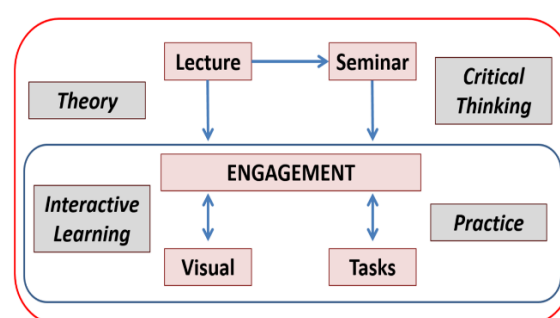 Lecture
Seminar
Theory
Critical
Thinking
ENGAGEMENT
Interactive
Learning
Practice
Visual
Tasks